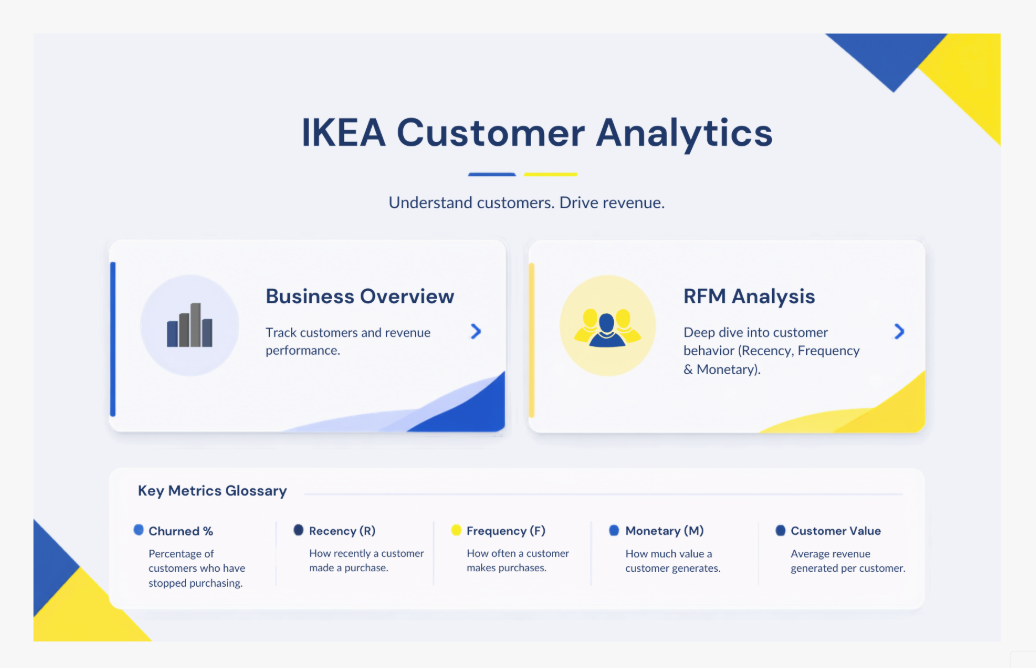 IKEA Customer Analytics
Understand customers. Drive revenue.
Business Overview
Track customers and revenue
performance.
RFM Analysis
Deep dive into customer
behavior (Recency, Frequency
& Monetary).
Key Metrics Glossary
Churned %
Percentage of
customers who have
stopped purchasing.
Recency (R)
How recently a customer
made a purchase.
Frequency (F)
How often a customer
makes purchases.
Monetary (M)
How much value a
customer generates.
Customer Value
Average revenue
generated per customer.